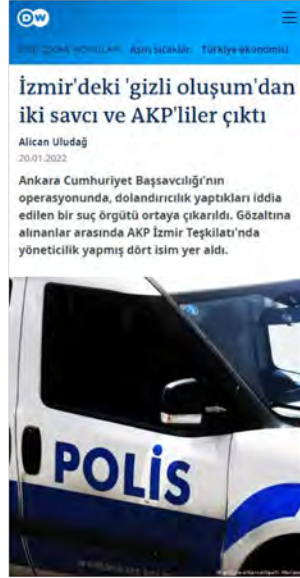 DW
Aşırı sıcaklar Türkiye ekonomisi
İzmir'deki 'gizli oluşum'dan
iki savcı ve AKP'liler çıktı
Alican Uludağ
20.01.2022
Ankara Cumhuriyet Başsavcılığı'nın
operasyonunda, dolandırıcılık yaptıkları iddia
edilen bir suç örgütü ortaya çıkarıldı. Gözaltına
alınanlar arasında AKP İzmir Teşkilatı'nda
yöneticilik yapmış dört isim yer aldı.
POLİS